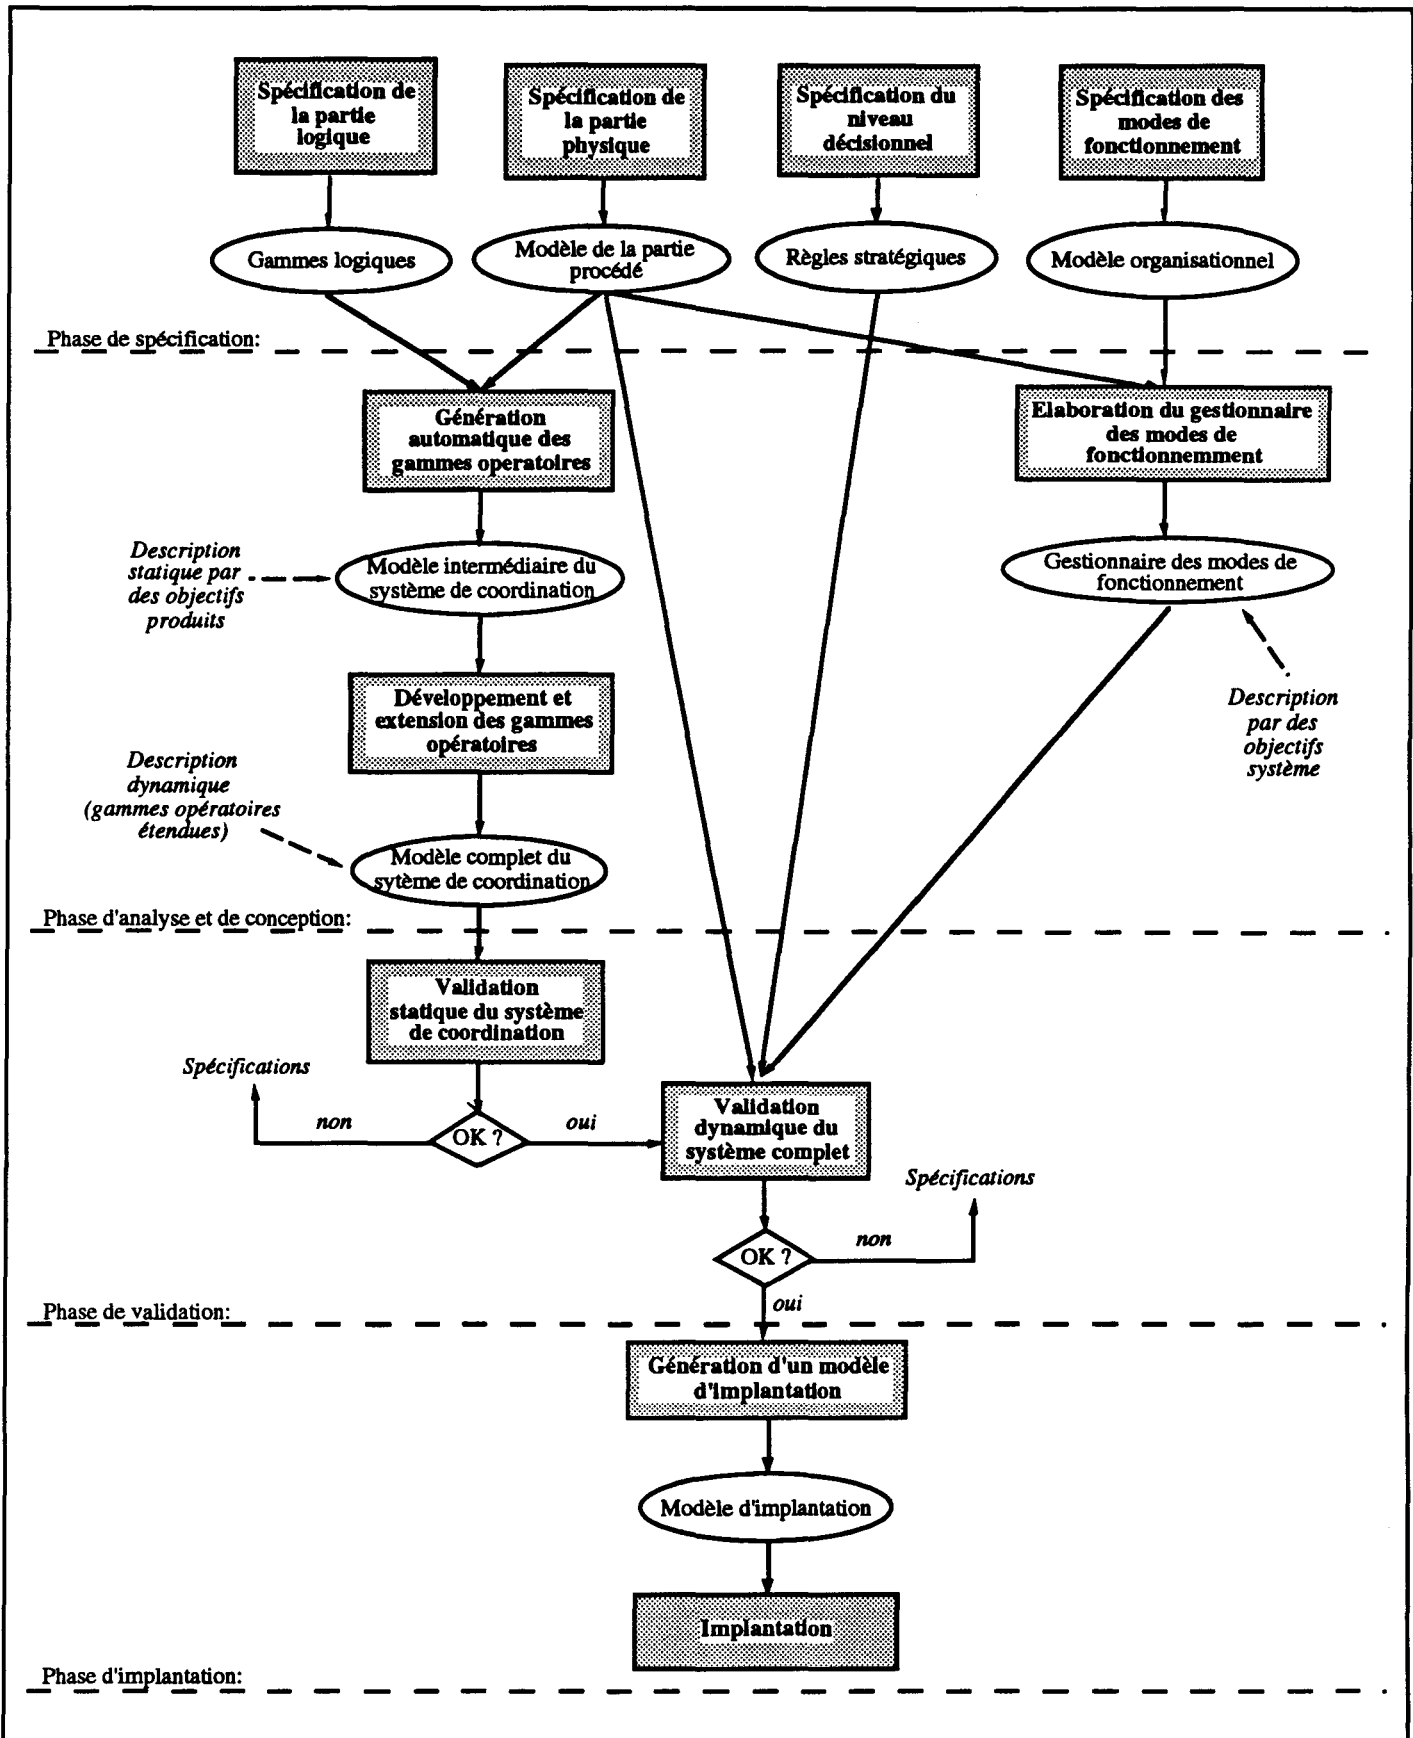 Spécification de
la partie
logique
Spécification de
la partie
physique
Spécification du
niveau
décisionnel
Spécification des
modes de
fonctionnement
Gammes logiques
Modèle de la partie
procédé
Règles stratégiques
Modèle organisationnel
Phase de spécification:
Génération
automatique des
gammes operatoires
Elaboration du gestionnaire
des modes de
fonctionnemment
Description
statique par
des objectifs
produits
Modèle intermédiaire du
système de coordination
Gestionnaire des modes de
fonctionnement
Développement et
extension des gammes
opératoires
Description
par des
objectifs
système
Description
dynamique
(gammes opératoires
étendues)
Modèle complet du
sytème de coordination
Phase d'analyse et de conception:
Validation
statique du système
de coordination
Spécifications
non
OK ?
oui
Validation
dynamique du
système complet
Spécifications
OK ?
non
oui
Phase de validation:
Génération d'un modèle
d'implantation
Modèle d'implantation
Implantation
Phase d'implantation: